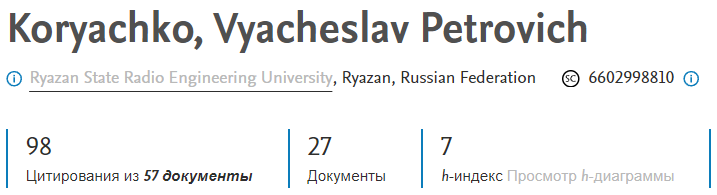 Koryachko, Vyacheslav Petrovich
Ryazan State Radio Engineering University, Ryazan, Russian Federation SC 6602998810
98 27 7
Цитирования из 57 документы Документы h-индекс Просмотр h-диаграммы